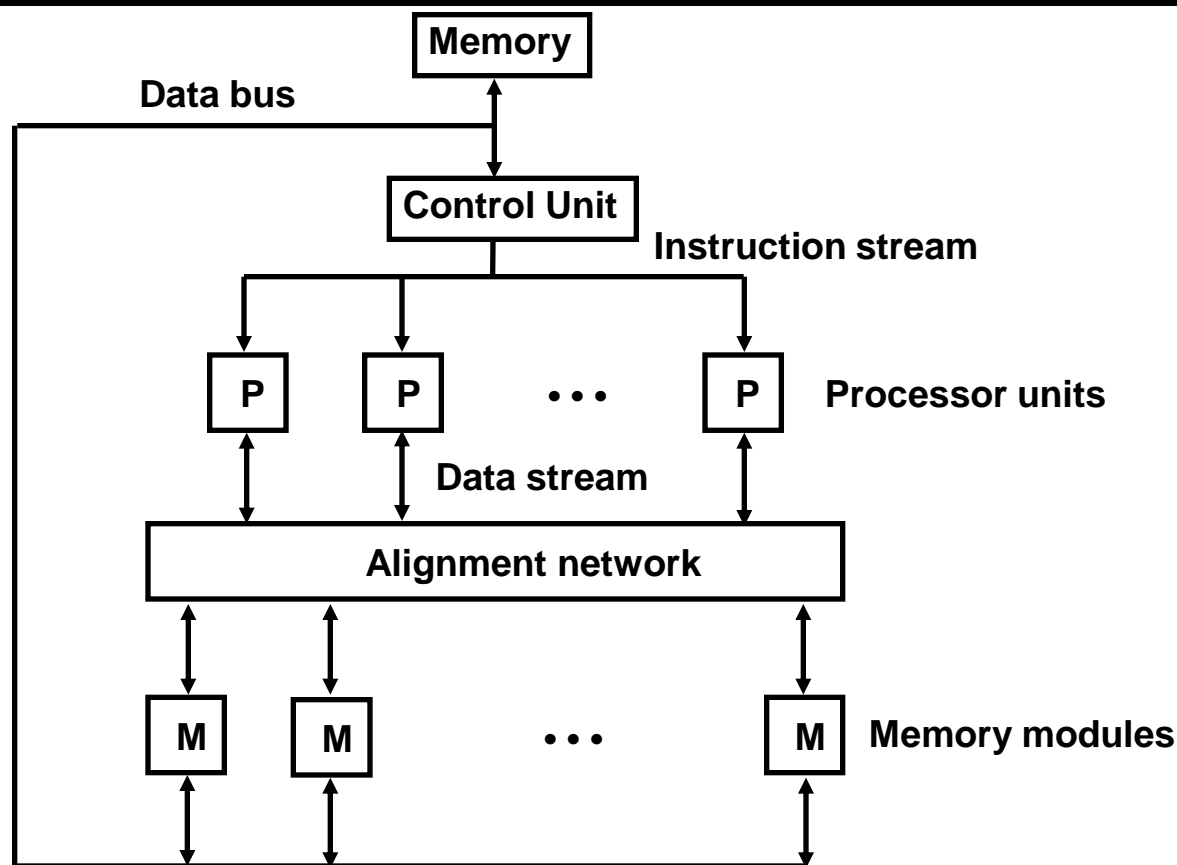 Memory
Data bus
Control Unit
Instruction stream
P P ... P Processor units
Data stream
Alignment network
M M ... M Memory modules